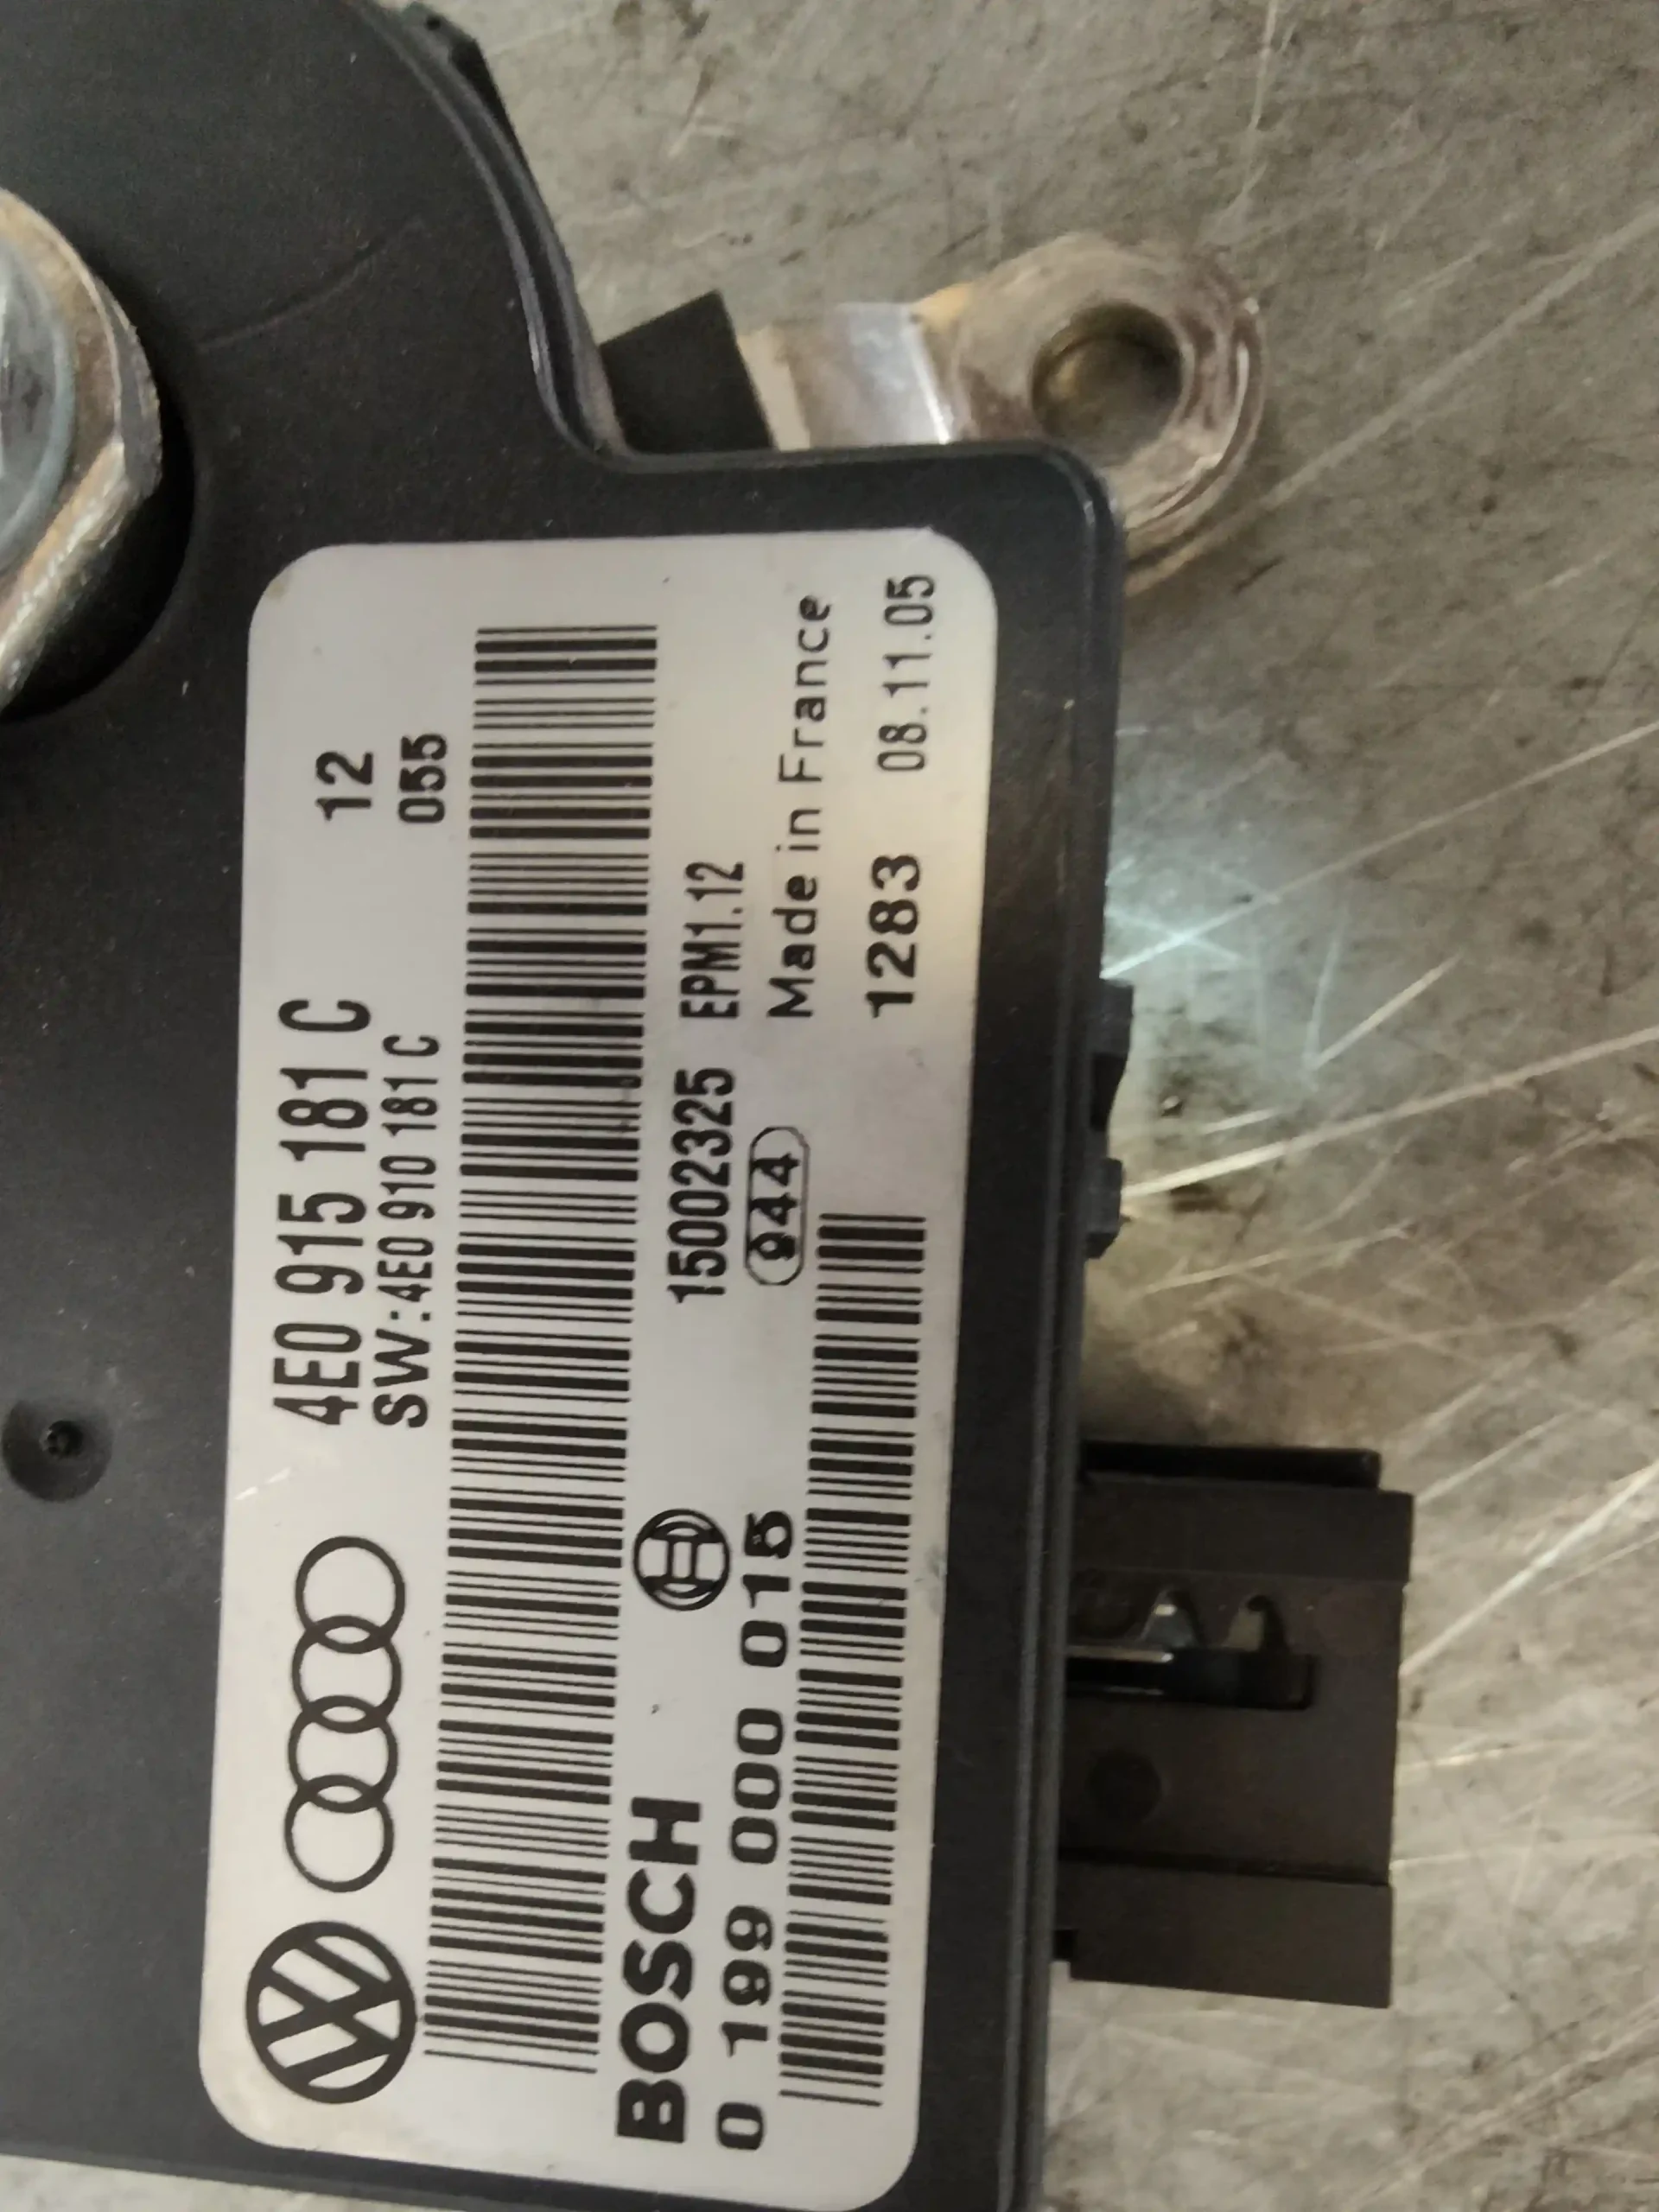 4E0 915 181 C 12
SW:4E0 910 181 C 055
15002325 EPM1.12
BOSCH 944 Made in France
0 199 000 015
1283 08.11.05